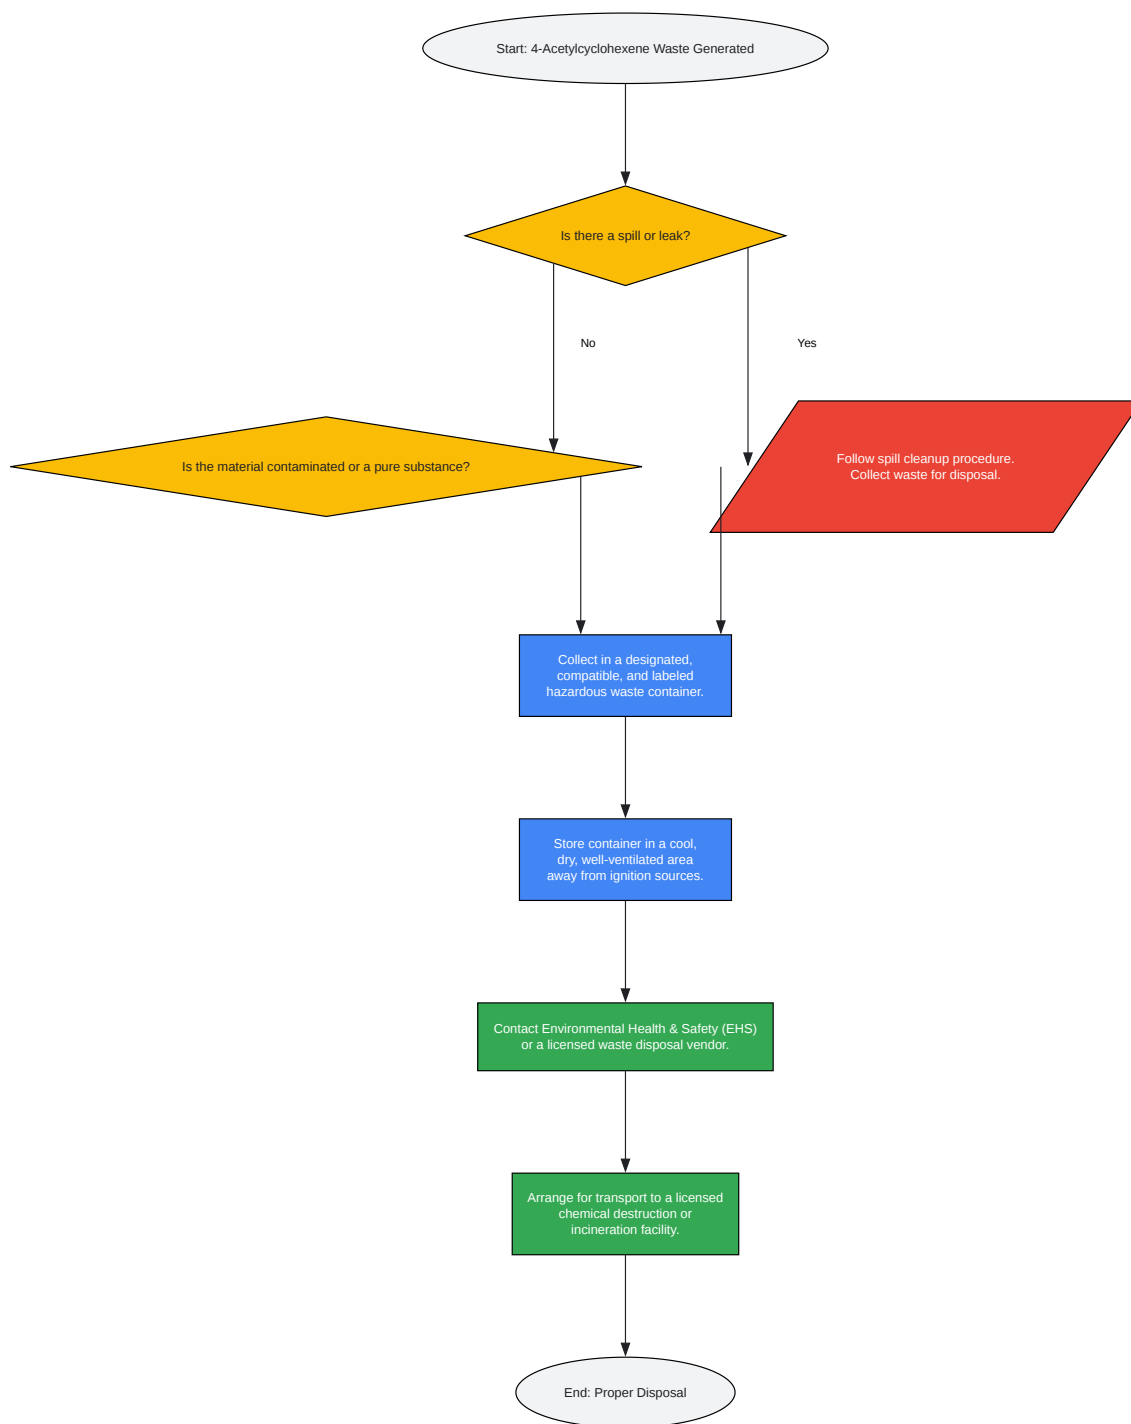 Start: 4-Acetylcyclohexene Waste Generated
Is there a spill or leak?
No
Yes
Is the material contaminated or a pure substance?
Follow spill cleanup procedure.
Collect waste for disposal.
Collect in a designated,
compatible, and labeled
hazardous waste container.
Store container in a cool,
dry, well-ventilated area
away from ignition sources.
Contact Environmental Health & Safety (EHS)
or a licensed waste disposal vendor.
Arrange for transport to a licensed
chemical destruction or
incineration facility.
End: Proper Disposal